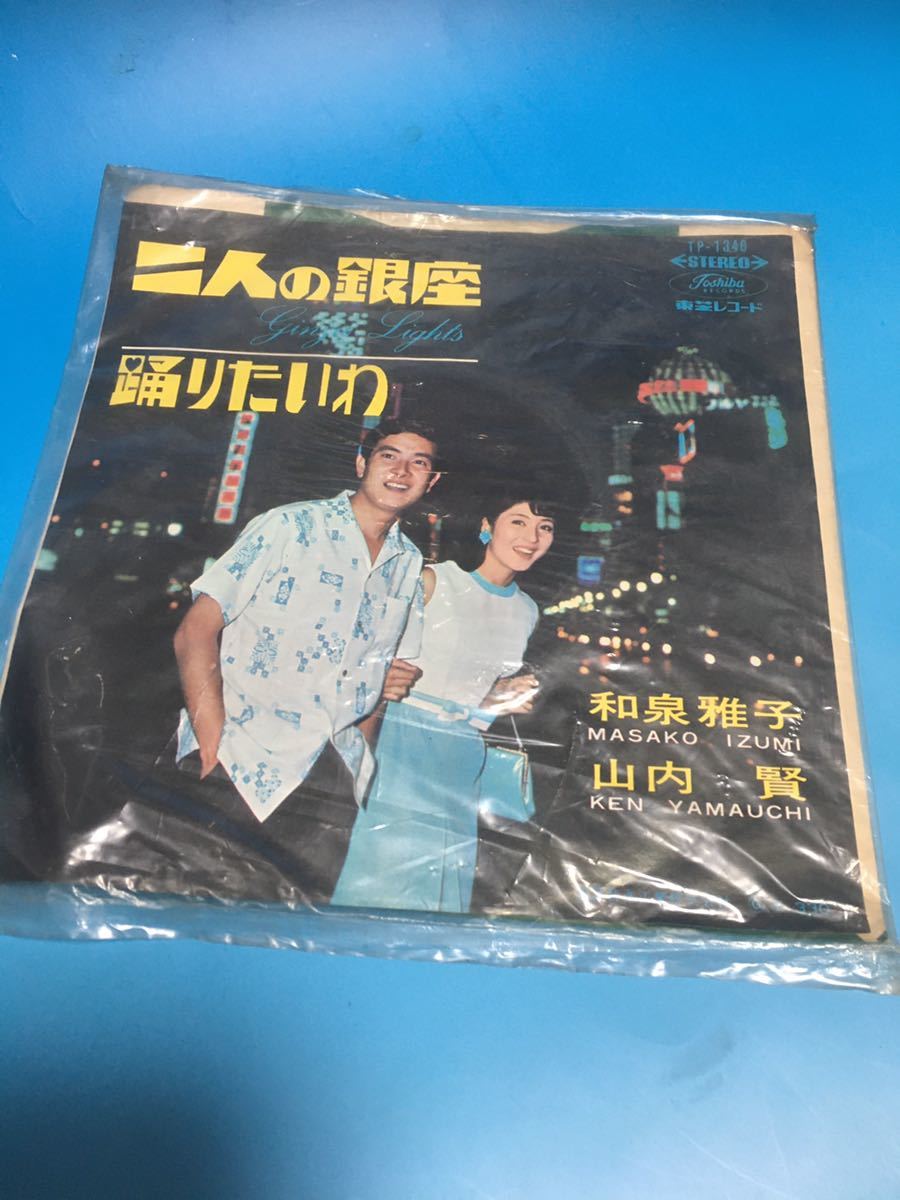 二人の銀座
Ginza Lights
踊りたいわ
TP-1346
STEREO
Toshiba
RECORDS
東芝レコード
和泉雅子
MASAKO IZUMI
山内 賢
KEN YAMAUCHI